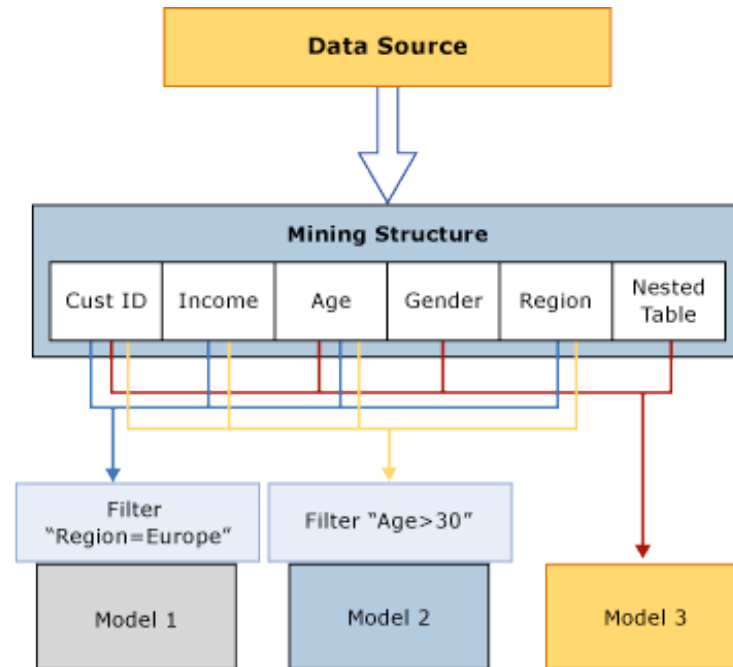 Data Source
Mining Structure
Cust ID
Income
Age
Gender
Region
Nested
Table
Filter
“Region=Europe”
Filter “Age>30”
Model 1
Model 2
Model 3